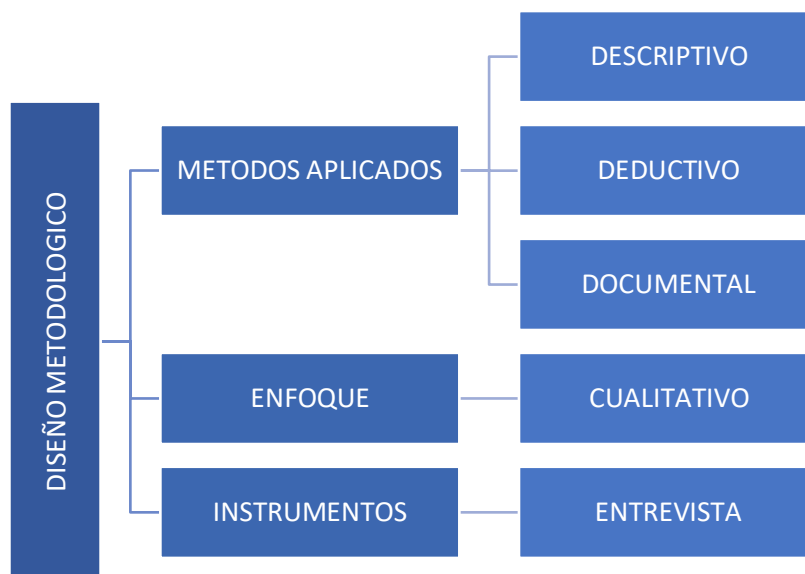 DISEÑO METODOLOGICO
METODOS APLICADOS
DESCRIPTIVO
DEDUCTIVO
DOCUMENTAL
ENFOQUE
CUALITATIVO
INSTRUMENTOS
ENTREVISTA